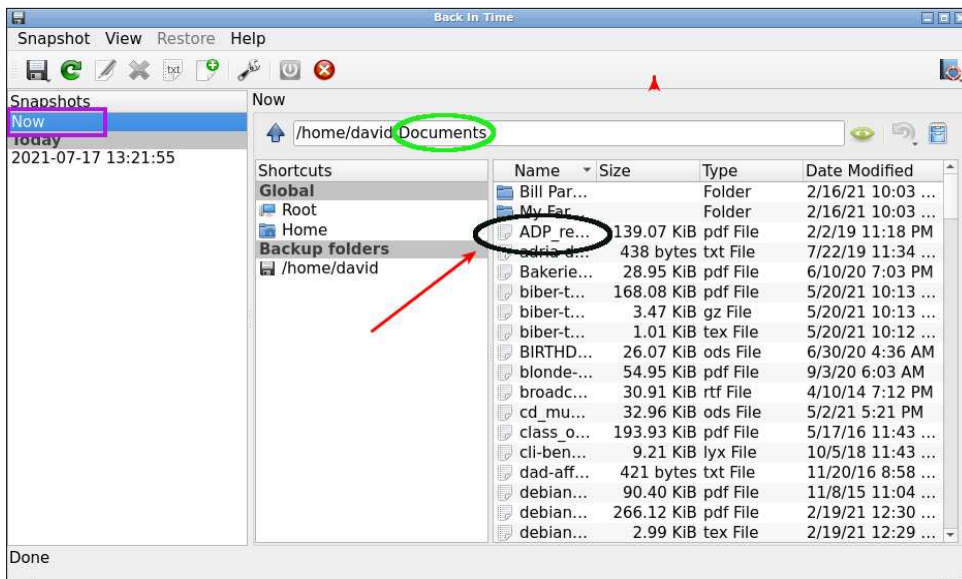 Back In Time
Snapshot View Restore Help
txt
Snapshots
Now
Now
Today
2021-07-17 13:21:55
/home/david/Documents
Shortcuts
Global
Root
Home
Backup folders
/home/david
Name Size Type Date Modified
Bill Par... Folder 2/16/21 10:03 ...
My Far... Folder 2/16/21 10:03 ...
ADP_re... 139.07 KiB pdf File 2/2/19 11:18 PM
adria-d... 438 bytes txt File 7/22/19 11:34 ...
Bakerie... 28.95 KiB pdf File 6/10/20 7:03 PM
biber-t... 168.08 KiB pdf File 5/20/21 10:13 ...
biber-t... 3.47 KiB gz File 5/20/21 10:13 ...
biber-t... 1.01 KiB tex File 5/20/21 10:12 ...
BIRTHD... 26.07 KiB ods File 6/30/20 4:36 AM
blonde-... 54.95 KiB pdf File 9/3/20 6:03 AM
broadc... 30.91 KiB rtf File 4/10/14 7:12 PM
cd_mu... 32.96 KiB ods File 5/2/21 5:21 PM
class_o... 193.93 KiB pdf File 5/17/16 11:43 ...
cli-ben... 9.21 KiB lyx File 10/5/18 11:43 ...
dad-aff... 421 bytes txt File 11/20/16 8:58 ...
debian... 90.40 KiB pdf File 11/8/15 11:04 ...
debian... 266.12 KiB pdf File 2/19/21 12:30 ...
debian... 2.99 KiB tex File 2/19/21 12:29 ...
Done